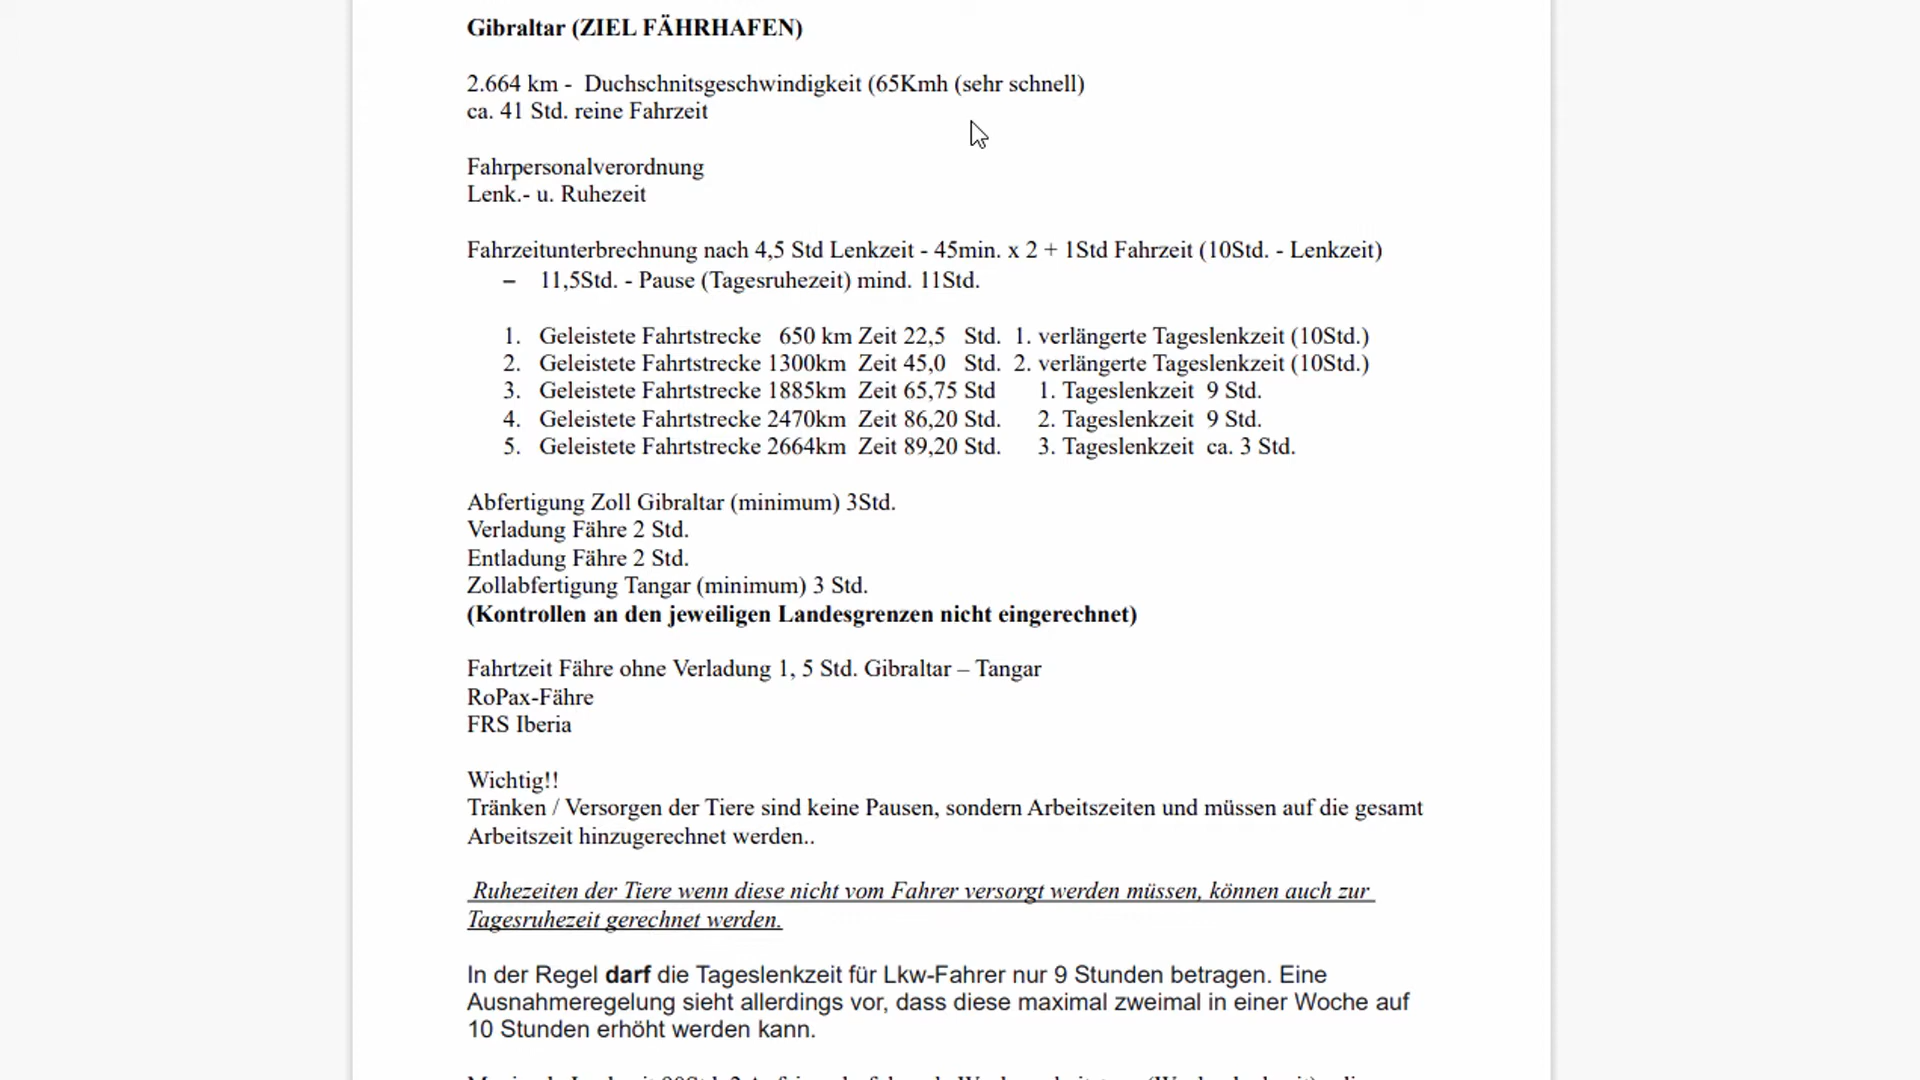 Gibraltar (ZIEL FÄHRHAFEN)
2.664 km - Duchschnitsgeschwindigkeit (65Kmh (sehr schnell)
ca. 41 Std. reine Fahrzeit
Fahrpersonalverordnung
Lenk.- u. Ruhezeit
Fahrzeitunterbrechnung nach 4,5 Std Lenkzeit - 45min. x 2 + 1Std Fahrzeit (10Std. - Lenkzeit)
– 11,5Std. - Pause (Tagesruhezeit) mind. 11Std.
1. Geleistete Fahrtstrecke 650 km Zeit 22,5 Std. 1. verlängerte Tageslenkzeit (10Std.)
2. Geleistete Fahrtstrecke 1300km Zeit 45,0 Std. 2. verlängerte Tageslenkzeit (10Std.)
3. Geleistete Fahrtstrecke 1885km Zeit 65,75 Std 1. Tageslenkzeit 9 Std.
4. Geleistete Fahrtstrecke 2470km Zeit 86,20 Std. 2. Tageslenkzeit 9 Std.
5. Geleistete Fahrtstrecke 2664km Zeit 89,20 Std. 3. Tageslenkzeit ca. 3 Std.
Abfertigung Zoll Gibraltar (minimum) 3Std.
Verladung Fähre 2 Std.
Entladung Fähre 2 Std.
Zollabfertigung Tangar (minimum) 3 Std.
(Kontrollen an den jeweiligen Landesgrenzen nicht eingerechnet)
Fahrtzeit Fähre ohne Verladung 1, 5 Std. Gibraltar – Tangar
RoPax-Fähre
FRS Iberia
Wichtig!!
Tränken / Versorgen der Tiere sind keine Pausen, sondern Arbeitszeiten und müssen auf die gesamt
Arbeitszeit hinzugerechnet werden..
Ruhezeiten der Tiere wenn diese nicht vom Fahrer versorgt werden müssen, können auch zur
Tagesruhezeit gerechnet werden.
In der Regel darf die Tageslenkzeit für Lkw-Fahrer nur 9 Stunden betragen. Eine
Ausnahmeregelung sieht allerdings vor, dass diese maximal zweimal in einer Woche auf
10 Stunden erhöht werden kann.